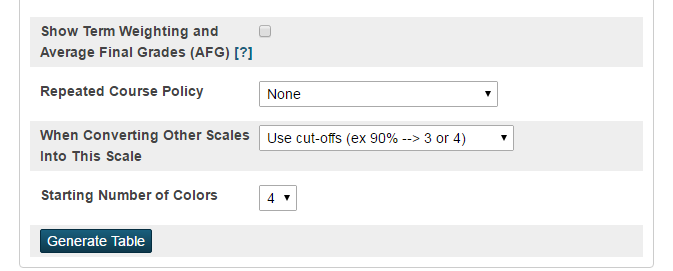 Show Term Weighting and
Average Final Grades (AFG) [?]
Repeated Course Policy
None
When Converting Other Scales
Into This Scale
Use cut-offs (ex 90% --> 3 or 4)
Starting Number of Colors
4
Generate Table